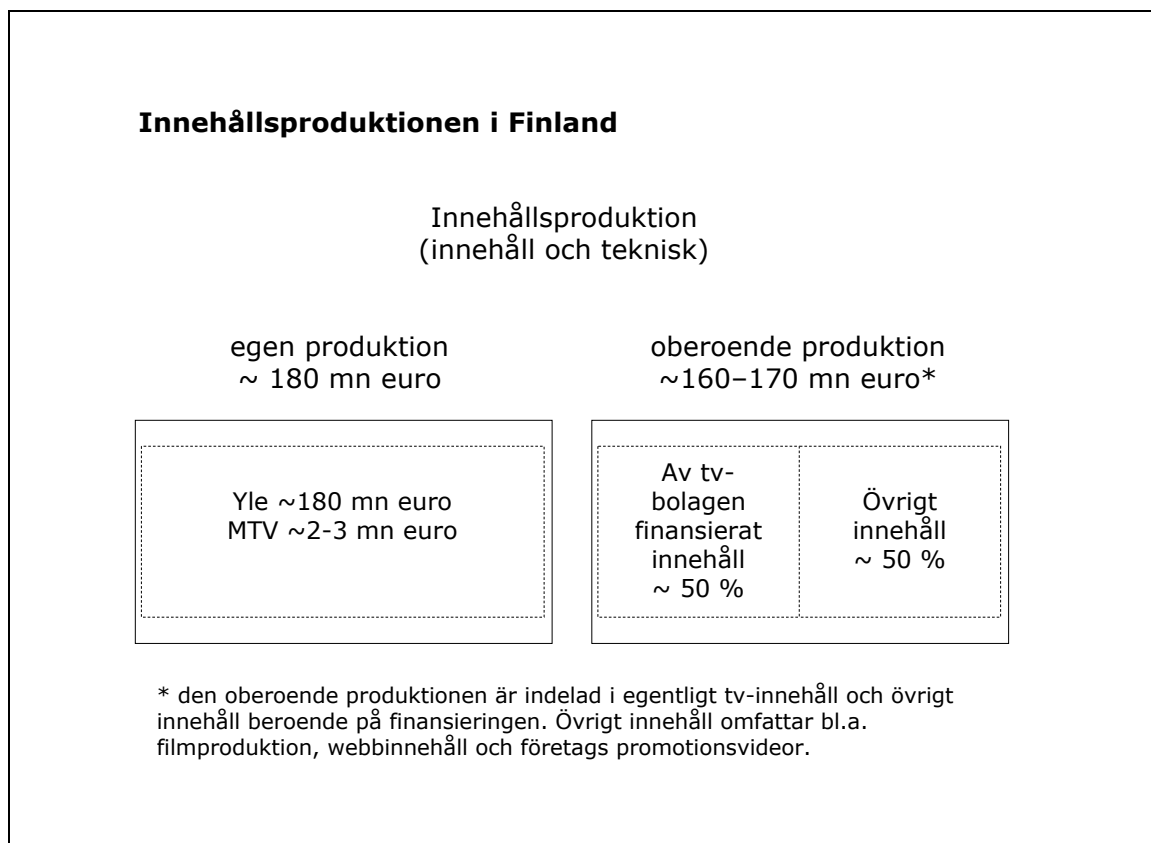 Innehållsproduktionen i Finland
Innehållsproduktion
(innehåll och teknisk)
egen produktion
~ 180 mn euro
oberoende produktion
~160–170 mn euro*
Yle ~180 mn euro
MTV ~2-3 mn euro
Av tv-
bolagen
finansierat
innehåll
~ 50 %
Övrigt
innehåll
~ 50 %
* den oberoende produktionen är indelad i egentligt tv-innehåll och övrigt
innehåll beroende på finansieringen. Övrigt innehåll omfattar bl.a.
filmproduktion, webbinnehåll och företags promotionsvideor.